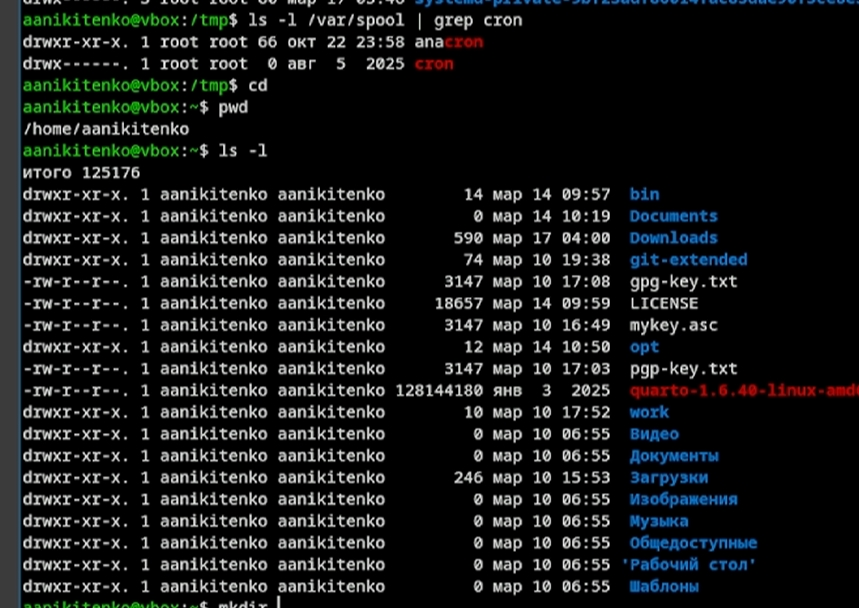 aanikitenko@vbox:/tmp$ ls -l /var/spool | grep cron
drwxr-xr-x. 1 root root 66 окт 22 23:58 anacron
drwx------. 1 root root  0 авг  5  2025 cron
aanikitenko@vbox:/tmp$ cd
aanikitenko@vbox:~$ pwd
/home/aanikitenko
aanikitenko@vbox:~$ ls -l
итого 125176
drwxr-xr-x. 1 aanikitenko aanikitenko        14 мар 14 09:57  bin
drwxr-xr-x. 1 aanikitenko aanikitenko         0 мар 14 10:19  Documents
drwxr-xr-x. 1 aanikitenko aanikitenko       590 мар 17 04:00  Downloads
drwxr-xr-x. 1 aanikitenko aanikitenko        74 мар 10 19:38  git-extended
-rw-r--r--. 1 aanikitenko aanikitenko      3147 мар 10 17:08  gpg-key.txt
-rw-r--r--. 1 aanikitenko aanikitenko     18657 мар 14 09:59  LICENSE
-rw-r--r--. 1 aanikitenko aanikitenko      3147 мар 10 16:49  mykey.asc
drwxr-xr-x. 1 aanikitenko aanikitenko        12 мар 14 10:50  opt
-rw-r--r--. 1 aanikitenko aanikitenko      3147 мар 10 17:03  pgp-key.txt
-rw-r--r--. 1 aanikitenko aanikitenko 128144180 янв  3  2025  quarto-1.6.40-linux-amd
drwxr-xr-x. 1 aanikitenko aanikitenko        10 мар 10 17:52  work
drwxr-xr-x. 1 aanikitenko aanikitenko         0 мар 10 06:55  Видео
drwxr-xr-x. 1 aanikitenko aanikitenko         0 мар 10 06:55  Документы
drwxr-xr-x. 1 aanikitenko aanikitenko       246 мар 10 15:53  Загрузки
drwxr-xr-x. 1 aanikitenko aanikitenko         0 мар 10 06:55  Изображения
drwxr-xr-x. 1 aanikitenko aanikitenko         0 мар 10 06:55  Музыка
drwxr-xr-x. 1 aanikitenko aanikitenko         0 мар 10 06:55  Общедоступные
drwxr-xr-x. 1 aanikitenko aanikitenko         0 мар 10 06:55 'Рабочий стол'
drwxr-xr-x. 1 aanikitenko aanikitenko         0 мар 10 06:55  Шаблоны
aanikitenko@vbox:~$ mkdir